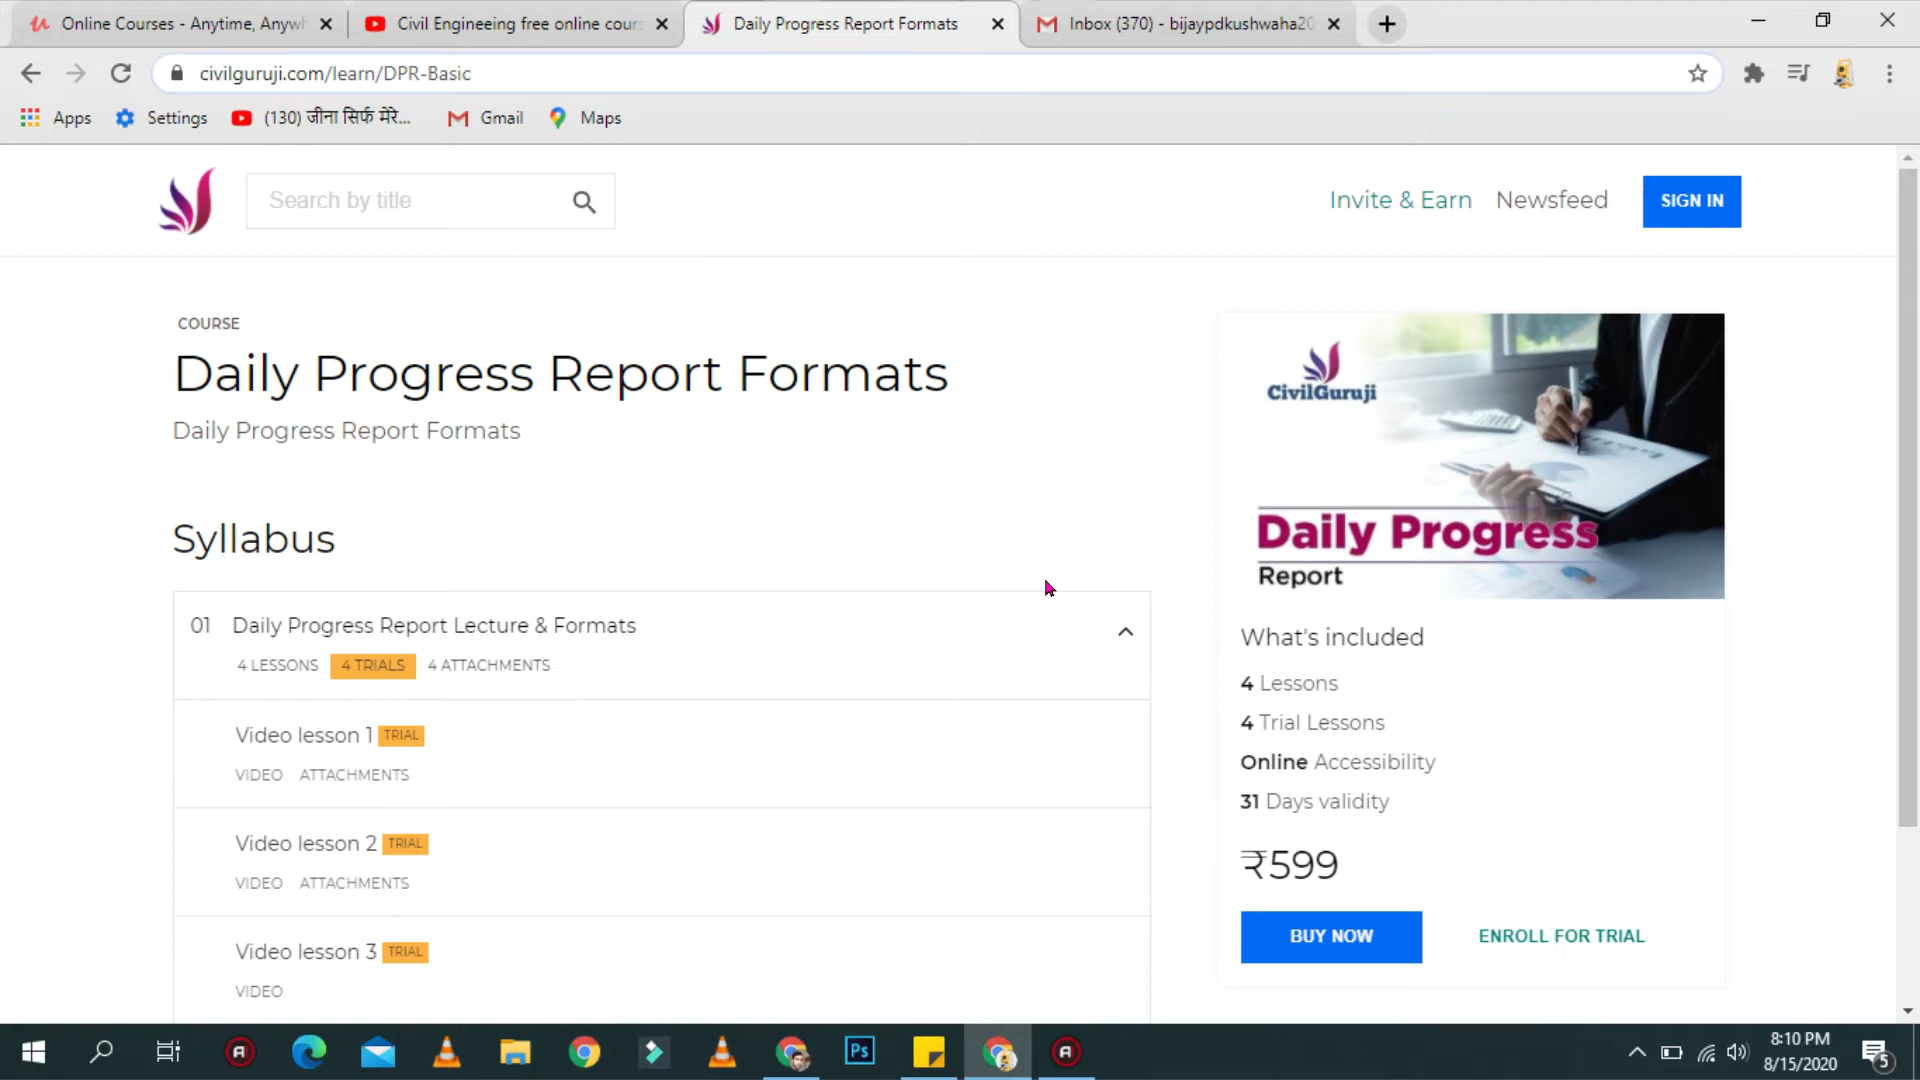 Online Courses - Anytime, Anywh
Civil Engineeing free online cours
Daily Progress Report Formats
Inbox (370) - bijaypdkushwaha20
civilguruji.com/learn/DPR-Basic
Apps
Settings
(130) जीना सिर्फ मेरे...
Gmail
Maps
Search by title
Invite & Earn
Newsfeed
SIGN IN
COURSE
Daily Progress Report Formats
Daily Progress Report Formats
Syllabus
01 Daily Progress Report Lecture & Formats
4 LESSONS 4 TRIALS 4 ATTACHMENTS
Video lesson 1 TRIAL
VIDEO ATTACHMENTS
Video lesson 2 TRIAL
VIDEO ATTACHMENTS
Video lesson 3 TRIAL
VIDEO
CivilGuruji
Daily Progress
Report
What's included
4 Lessons
4 Trial Lessons
Online Accessibility
31 Days validity
₹599
BUY NOW
ENROLL FOR TRIAL
Ps
8:10 PM
8/15/2020
5